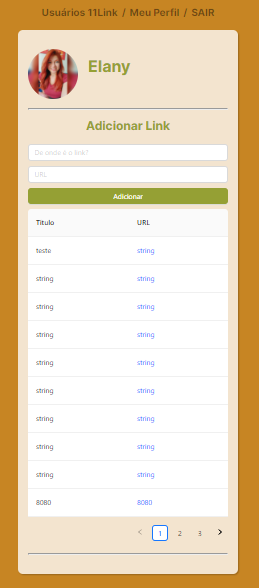 Usuários 11Link / Meu Perfil / SAIR
Elany
Adicionar Link
De onde é o link?
URL
Adicionar
Título URL
teste string
string string
string string
string string
string string
string string
string string
string string
string string
8080 8080
< 1 2 3 >